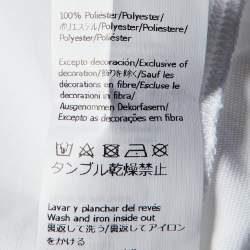 100% Poliéster/Polyester/
ポリエステル/Polyester/Poliestere/
Polyester/Poliéster
Excepto decoración/Exclusive of
decoration/飾りを除く/Sauf les
décorations en fibre/Escluse le
decorazioni in fibra/
Ausgenommen Dekorfasern/
Excepto as decorações em fibra
タンブル乾燥禁止
Lavar y planchar del revés
Wash and iron inside out
裏返して洗う/裏返してアイロン
をかける